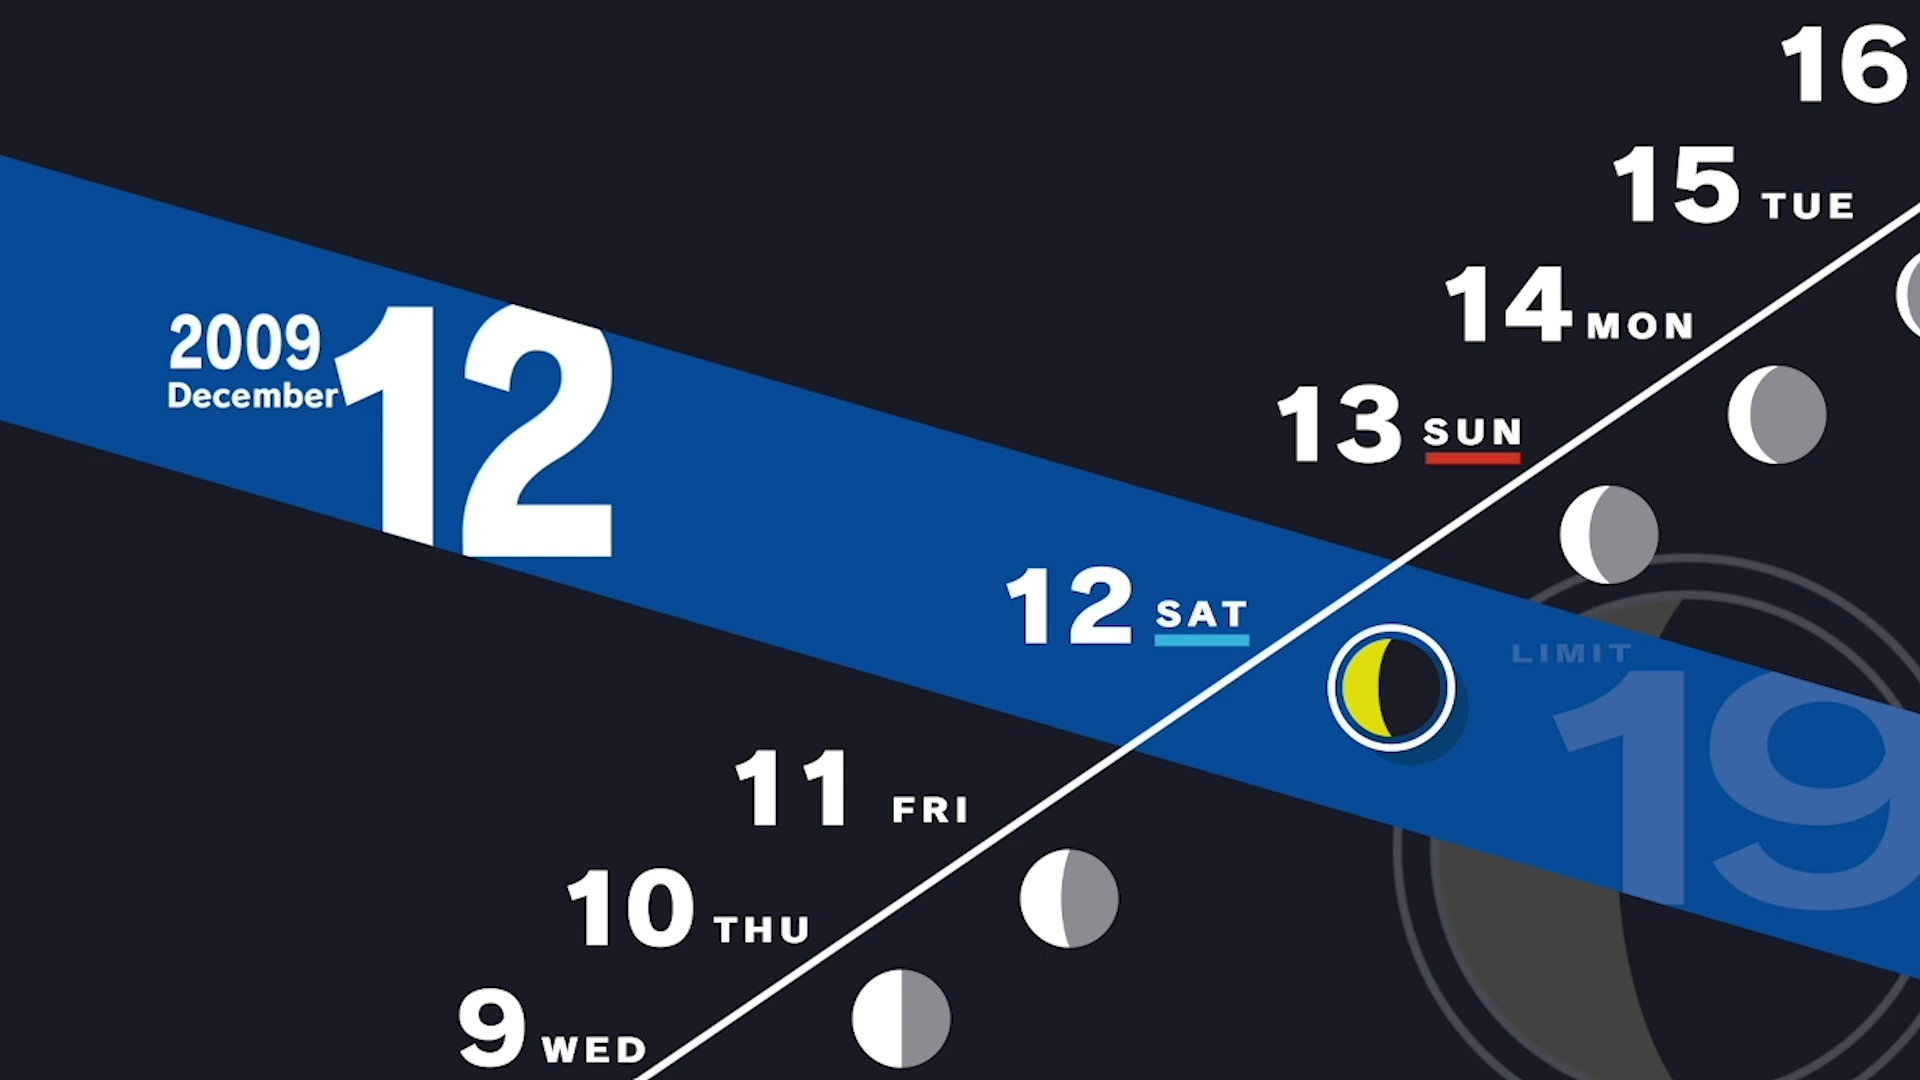 16
15 TUE
14 MON
2009
December
12
13 SUN
12 SAT
LIMIT
19
11 FRI
10 THU
9 WED